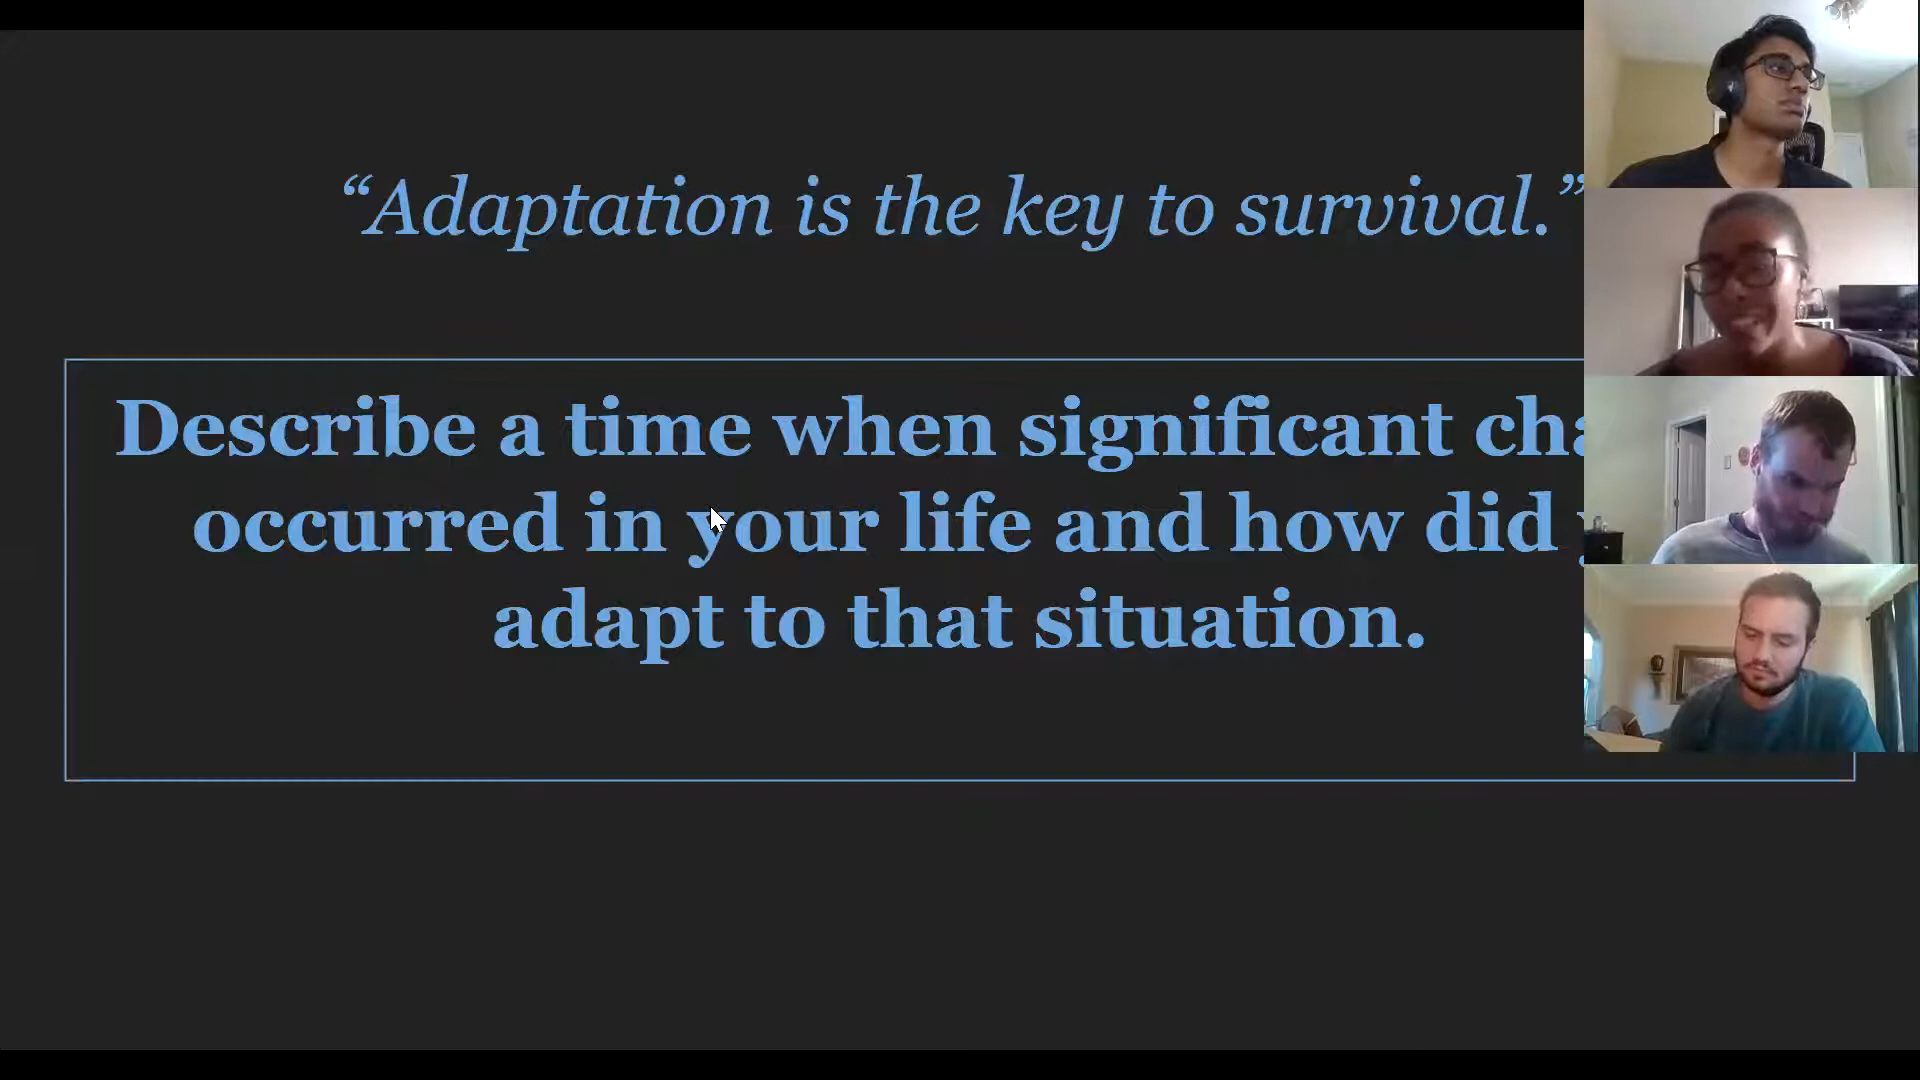 “Adaptation is the key to survival.”
Describe a time when significant cha
occurred in your life and how did
adapt to that situation.